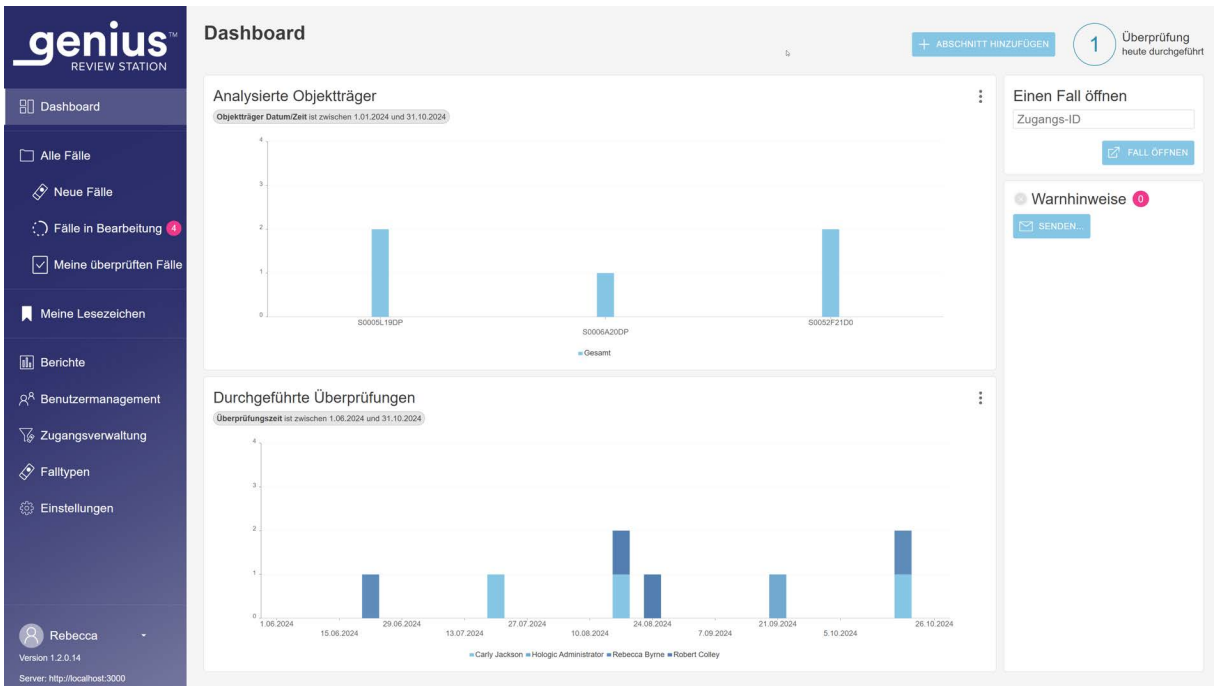 genius™
REVIEW STATION
Dashboard
Alle Fälle
Neue Fälle
Fälle in Bearbeitung 4
Meine überprüften Fälle
Meine Lesezeichen
Berichte
Benutzermanagement
Zugangsverwaltung
Falltypen
Einstellungen
Rebecca
Version 1.2.0.14
Server: http://localhost:3000
Dashboard
+ ABSCHNITT HINZUFÜGEN
1
Überprüfung
heute durchgeführt
Analysierte Objektträger
Objektträger Datum/Zeit ist zwischen 1.01.2024 und 31.10.2024
4
3
2
1
0
S0005L19DP
S0006A20DP
S0052F21D0
Gesamt
Durchgeführte Überprüfungen
Überprüfungszeit ist zwischen 1.06.2024 und 31.10.2024
4
3
2
1
0
1.06.2024
15.06.2024
29.06.2024
13.07.2024
27.07.2024
10.08.2024
24.08.2024
7.09.2024
21.09.2024
5.10.2024
26.10.2024
Carly Jackson Hologic Administrator Rebecca Byrne Robert Colley
Einen Fall öffnen
Zugangs-ID
FALL ÖFFNEN
Warnhinweise 0
SENDEN...